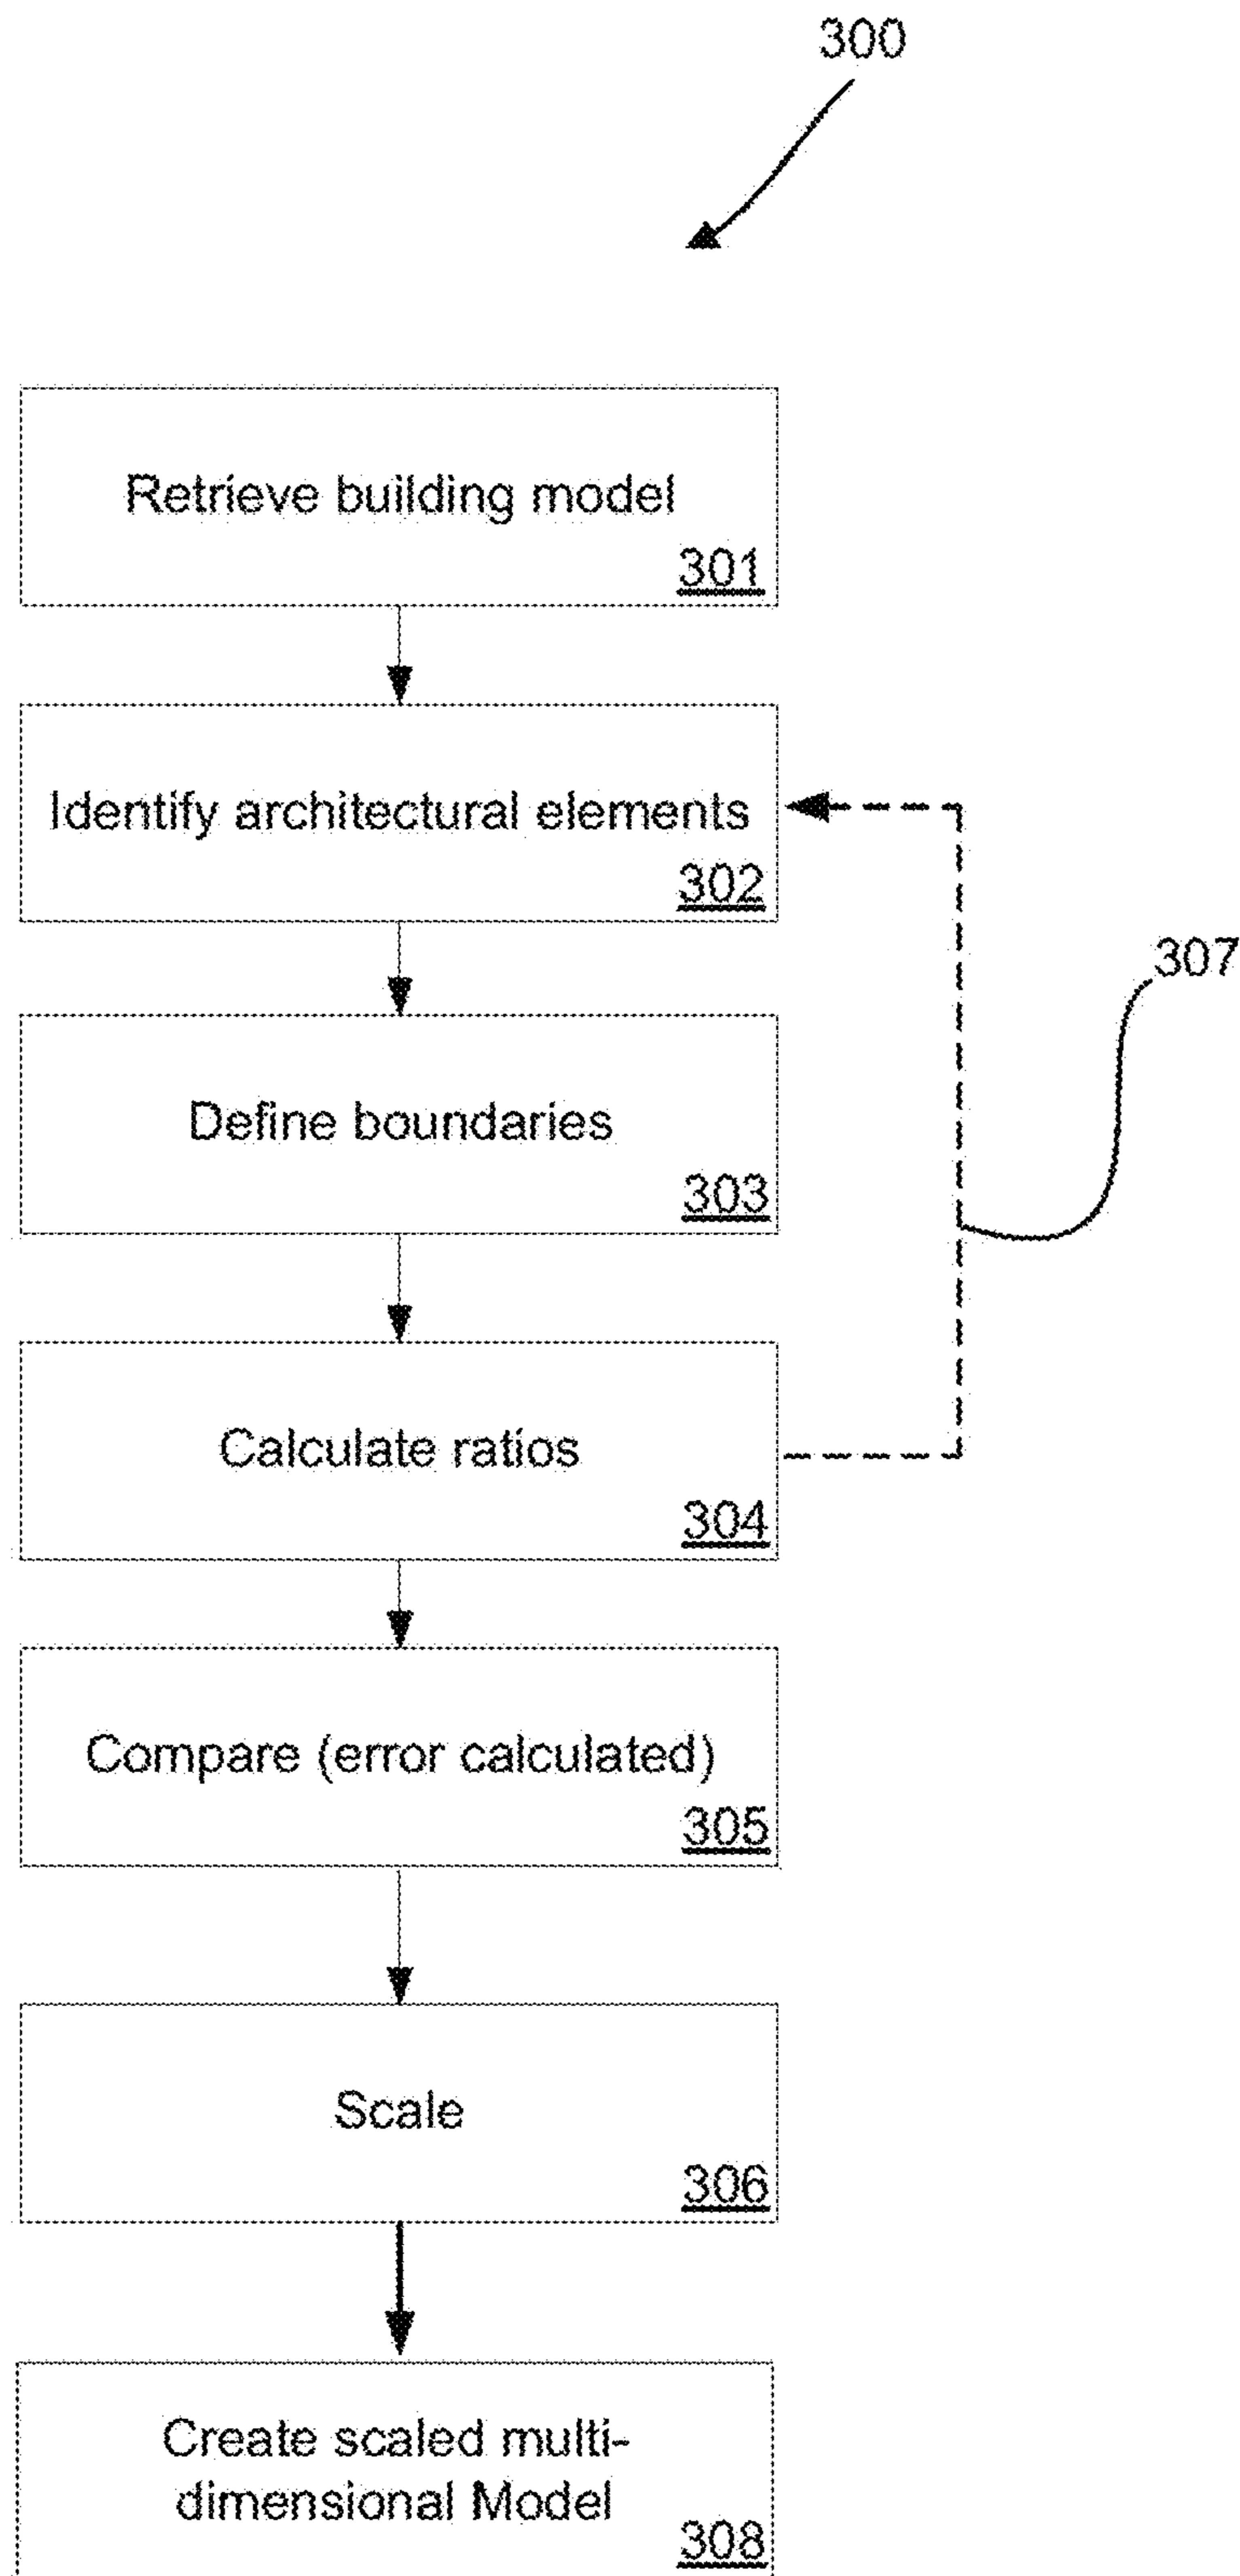 300
Retrieve building model
301
Identify architectural elements
302
307
Define boundaries
303
Calculate ratios
304
Compare (error calculated)
305
Scale
306
Create scaled multi-
dimensional Model
308